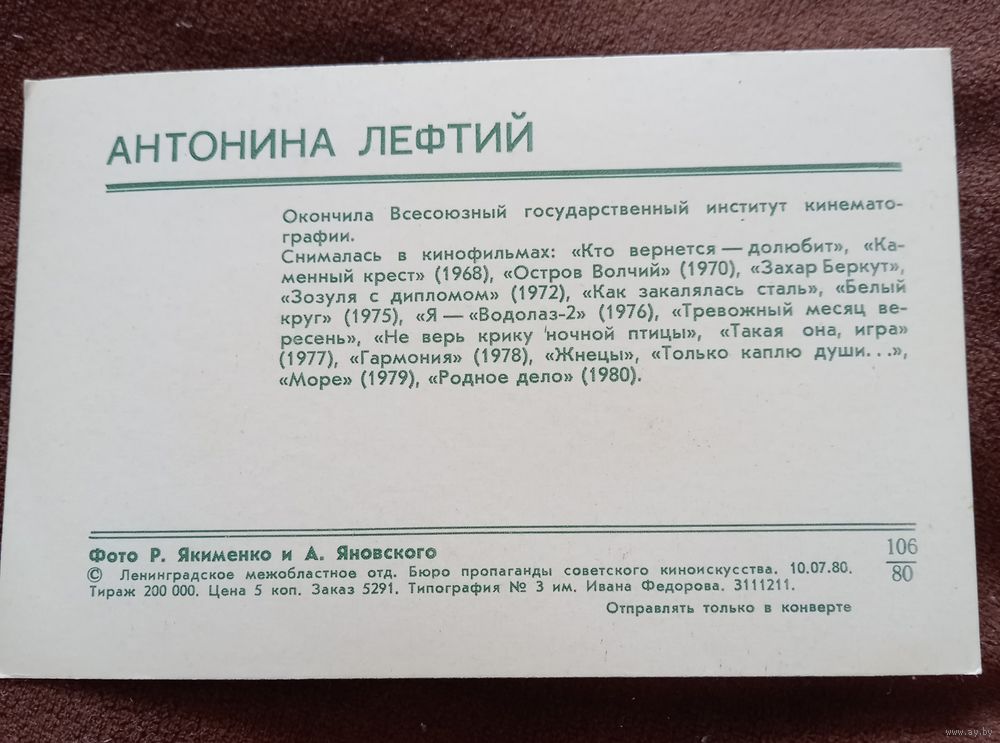 АНТОНИНА ЛЕФТИЙ
Окончила Всесоюзный государственный институт кинемато-
графии.
Снималась в кинофильмах: «Кто вернется — долюбит», «Ка-
менный крест» (1968), «Остров Волчий» (1970), «Захар Беркут»,
«Зозуля с дипломом» (1972), «Как закалялась сталь», «Белый
круг» (1975), «Я — «Водолаз-2» (1976), «Тревожный месяц ве-
ресень», «Не верь крику ночной птицы», «Такая она, игра»
(1977), «Гармония» (1978), «Жнецы», «Только каплю души...»,
«Море» (1979), «Родное дело» (1980).
Фото Р. Якименко и А. Яновского
© Ленинградское межобластное отд. Бюро пропаганды советского киноискусства. 10.07.80.
Тираж 200 000. Цена 5 коп. Заказ 5291. Типография № 3 им. Ивана Федорова. 3111211.
Отправлять только в конверте
106
80
www.ay.by